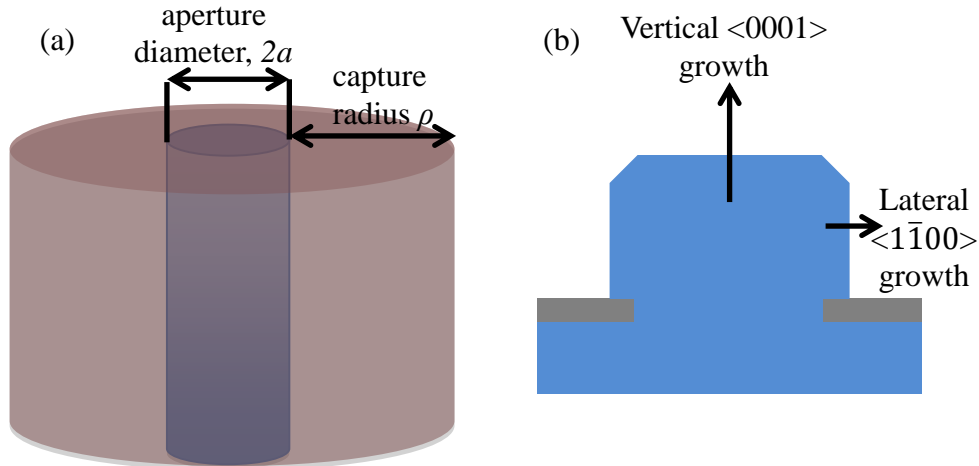 (a)
aperture
diameter, 2a
capture
radius ρ
(b)
Vertical <0001>
growth
Lateral
<11̅00>
growth